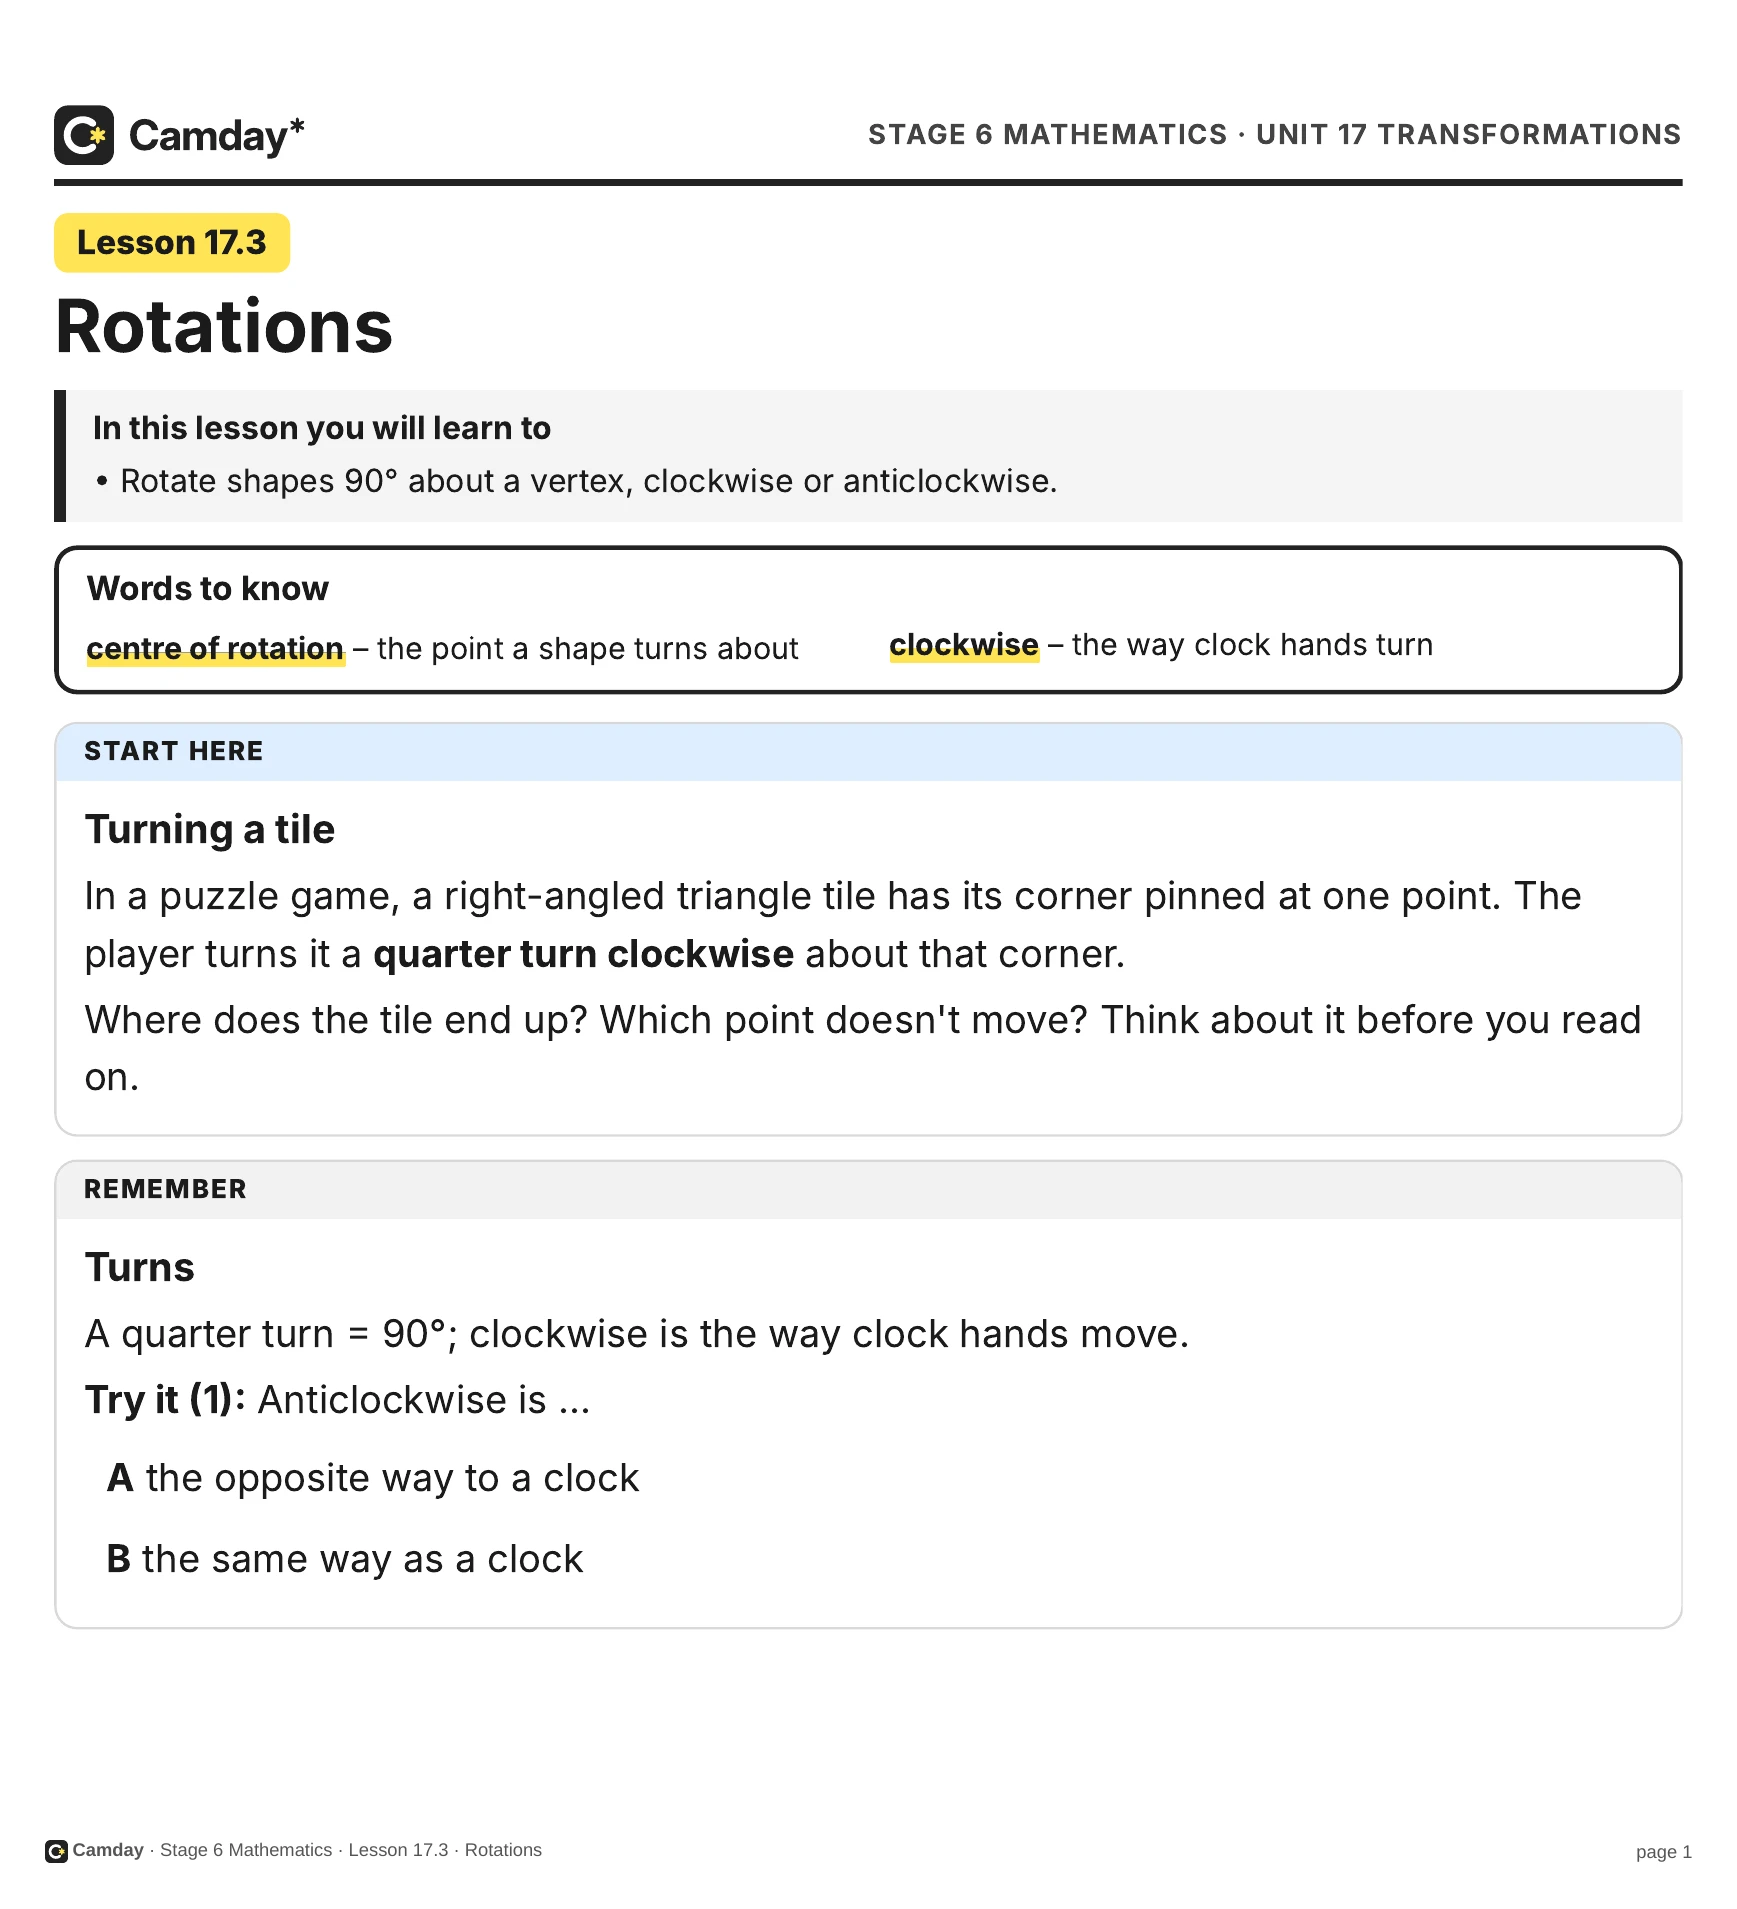 Camday*
STAGE 6 MATHEMATICS · UNIT 17 TRANSFORMATIONS
Lesson 17.3
Rotations
In this lesson you will learn to
• Rotate shapes 90° about a vertex, clockwise or anticlockwise.
Words to know
centre of rotation – the point a shape turns about
clockwise – the way clock hands turn
START HERE
Turning a tile
In a puzzle game, a right-angled triangle tile has its corner pinned at one point. The
player turns it a quarter turn clockwise about that corner.
Where does the tile end up? Which point doesn't move? Think about it before you read
on.
REMEMBER
Turns
A quarter turn = 90°; clockwise is the way clock hands move.
Try it (1): Anticlockwise is ...
A the opposite way to a clock
B the same way as a clock
Camday · Stage 6 Mathematics · Lesson 17.3 · Rotations
page 1